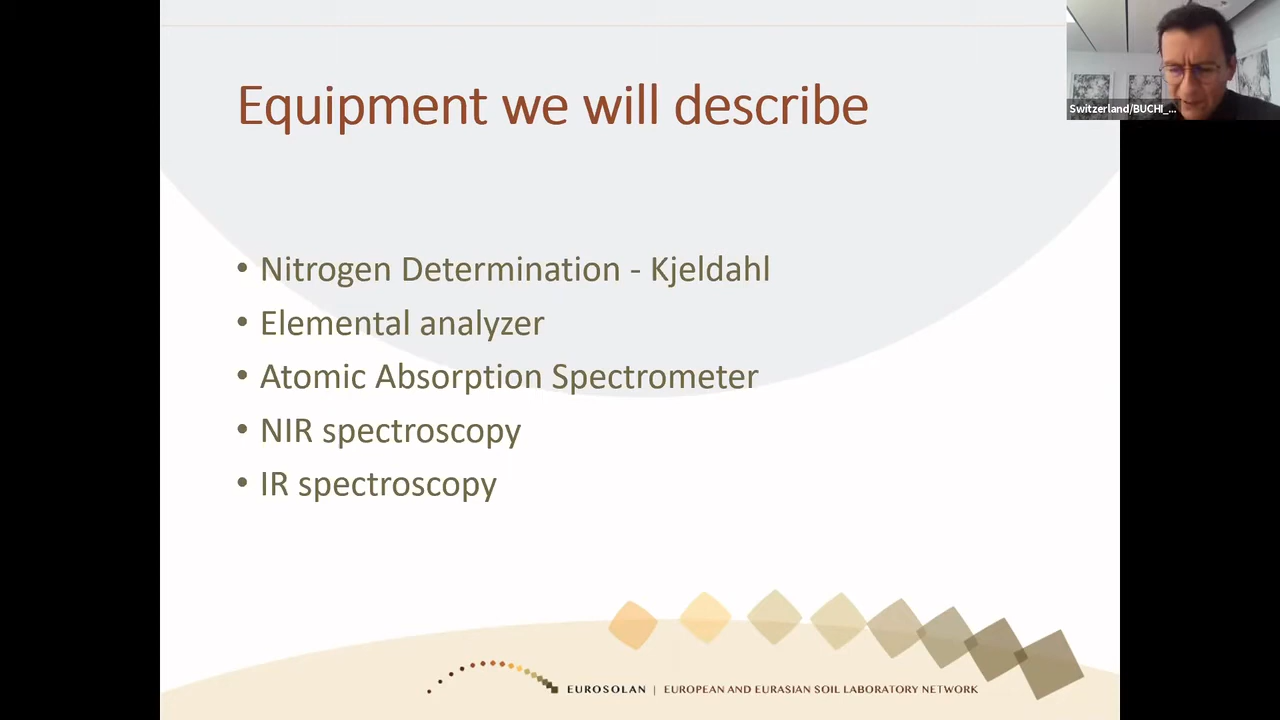 Equipment we will describe
Switzerland/BUCHI_...
• Nitrogen Determination - Kjeldahl
• Elemental analyzer
• Atomic Absorption Spectrometer
• NIR spectroscopy
• IR spectroscopy
EUROSOLAN | EUROPEAN AND EURASIAN SOIL LABORATORY NETWORK